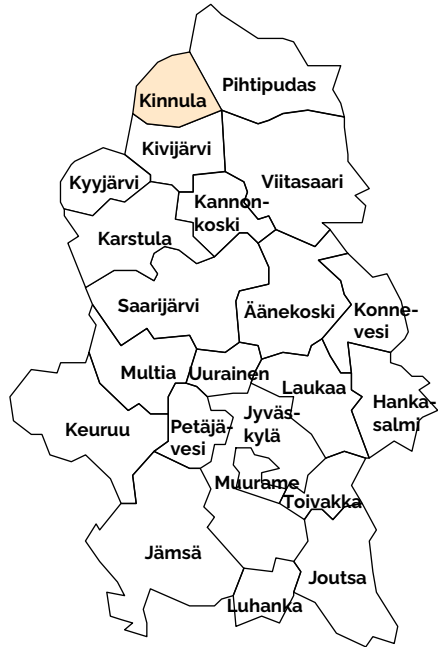 Pihtipudas
Kinnula
Kivijärvi
Kyyjärvi
Viitasaari
Kannon-
koski
Karstula
Saarijärvi
Äänekoski
Konne-
vesi
Multia
Uurainen
Laukaa
Hanka-
salmi
Keuruu
Petäjä-
vesi
Jyväs-
kylä
Muurame
Toivakka
Jämsä
Joutsa
Luhanka